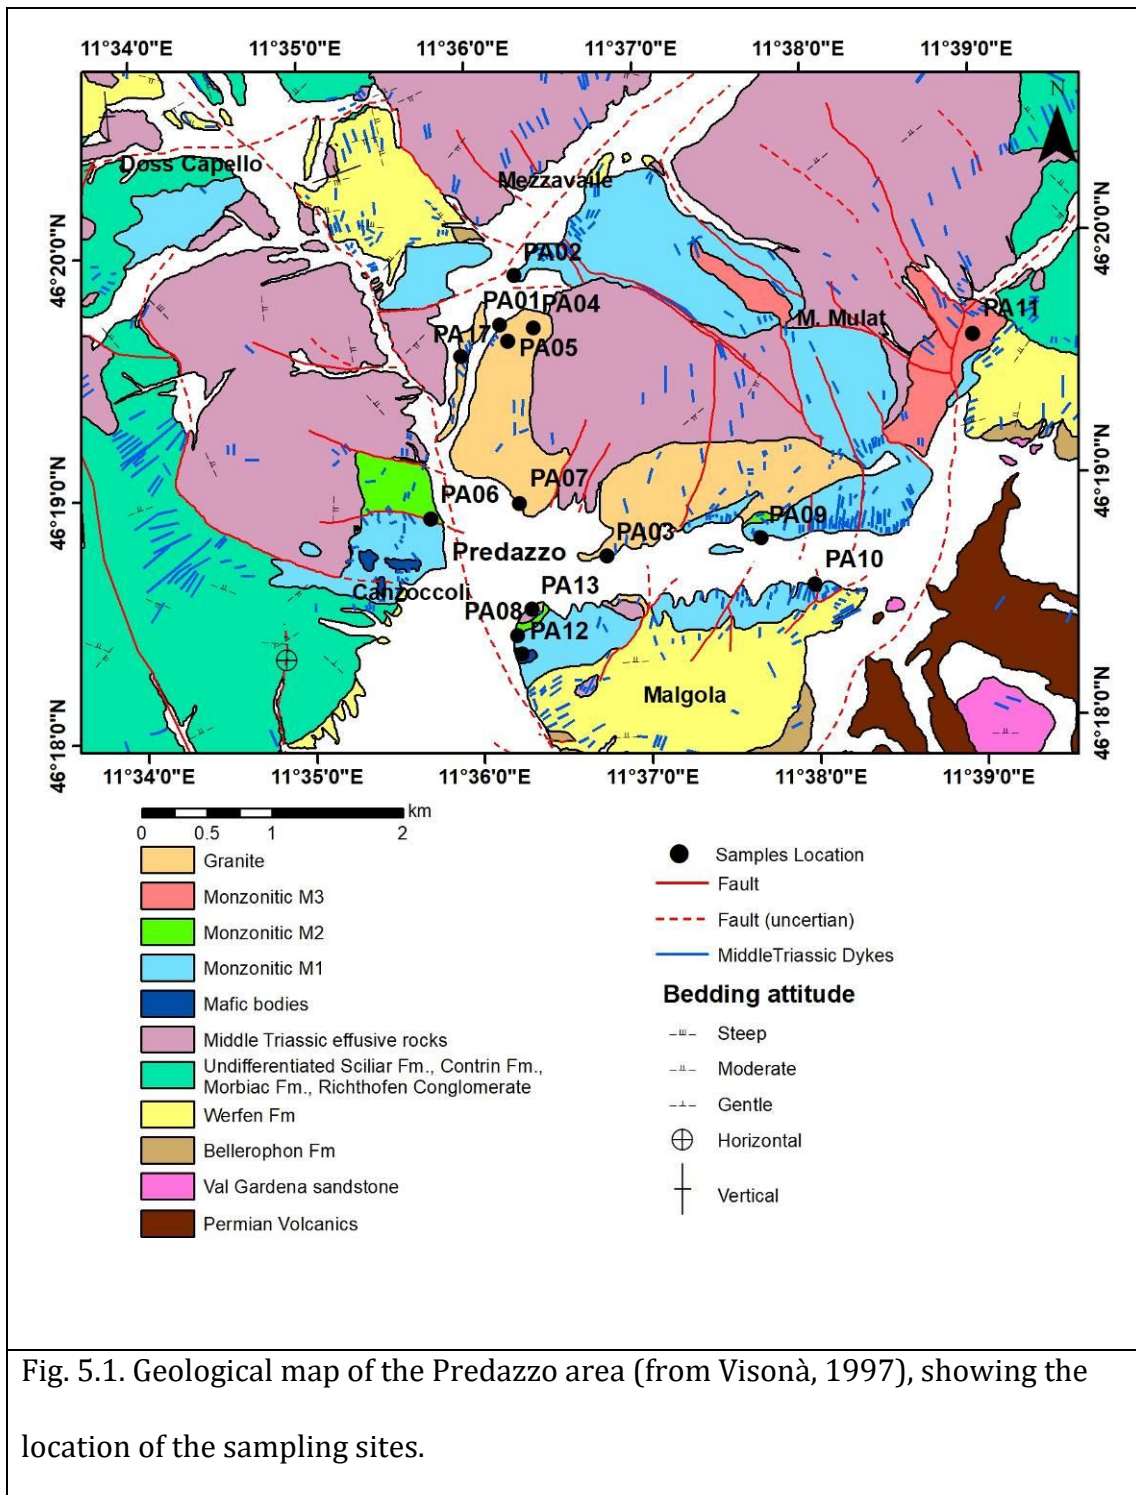 11°34'0"E 11°35'0"E 11°36'0"E 11°37'0"E 11°38'0"E 11°39'0"E
N
Doss Capello
Mezzavalle
46°20'0"N
46°20'0"N
PA02
PA01
PA04
M. Mulat
PA11
PA17
PA05
46°19'0"N
46°19'0"N
PA06
PA07
PA09
PA03
Predazzo
PA10
Canzoccoli
PA13
PA08
PA12
Malgola
46°18'0"N
46°18'0"N
11°34'0"E 11°35'0"E 11°36'0"E 11°37'0"E 11°38'0"E 11°39'0"E
km
0 0.5 1 2
Granite
Monzonitic M3
Monzonitic M2
Monzonitic M1
Mafic bodies
Middle Triassic effusive rocks
Undifferentiated Sciliar Fm., Contrin Fm.,
Morbiac Fm., Richthofen Conglomerate
Werfen Fm
Bellerophon Fm
Val Gardena sandstone
Permian Volcanics
Samples Location
Fault
Fault (uncertian)
MiddleTriassic Dykes
Bedding attitude
Steep
Moderate
Gentle
Horizontal
Vertical
Fig. 5.1. Geological map of the Predazzo area (from Visonà, 1997), showing the
location of the sampling sites.